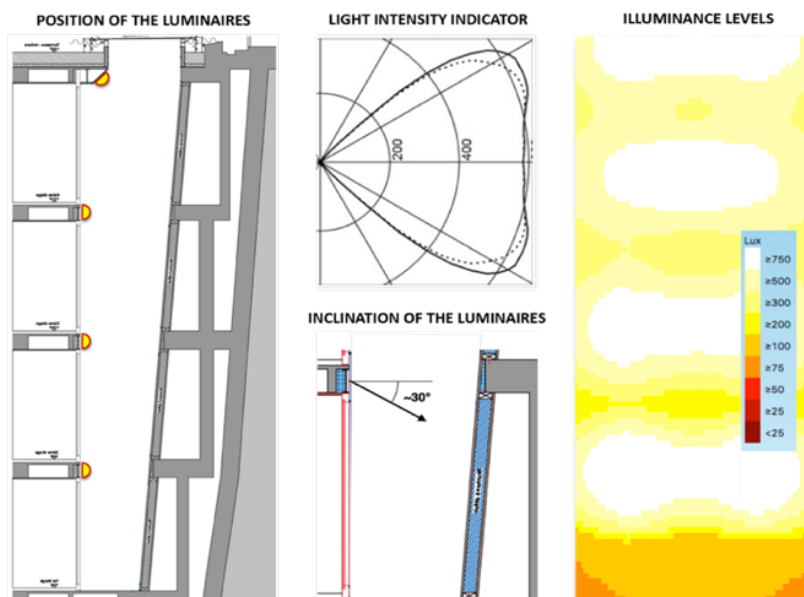 POSITION OF THE LUMINAIRES
LIGHT INTENSITY INDICATOR
200
400
INCLINATION OF THE LUMINAIRES
~30°
ILLUMINANCE LEVELS
Lux
≥750
≥500
≥300
≥200
≥100
≥75
≥50
≥25
<25